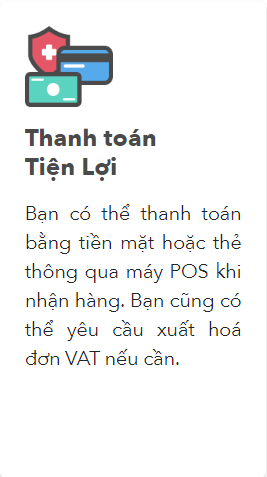 Thanh toán
Tiện Lợi
Bạn có thể thanh toán
bằng tiền mặt hoặc thẻ
thông qua máy POS khi
nhận hàng. Bạn cũng có
thể yêu cầu xuất hoá
đơn VAT nếu cần.